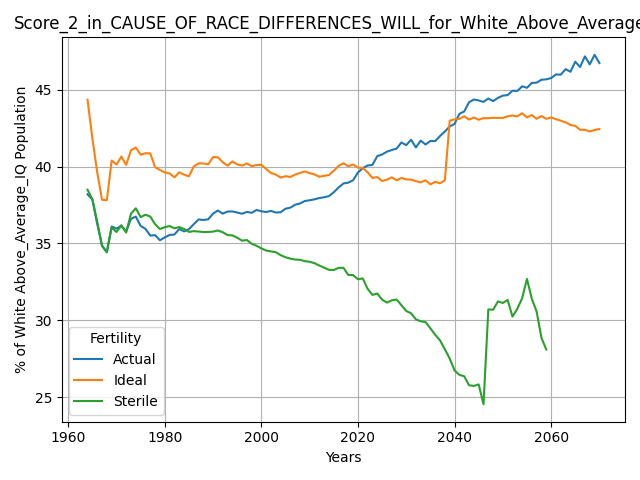 Score_2_in_CAUSE_OF_RACE_DIFFERENCES_WILL_for_White_Above_Average
% of White Above_Average_IQ Population
45
40
35
30
25
Fertility
Actual
Ideal
Sterile
1960 1980 2000 2020 2040 2060
Years